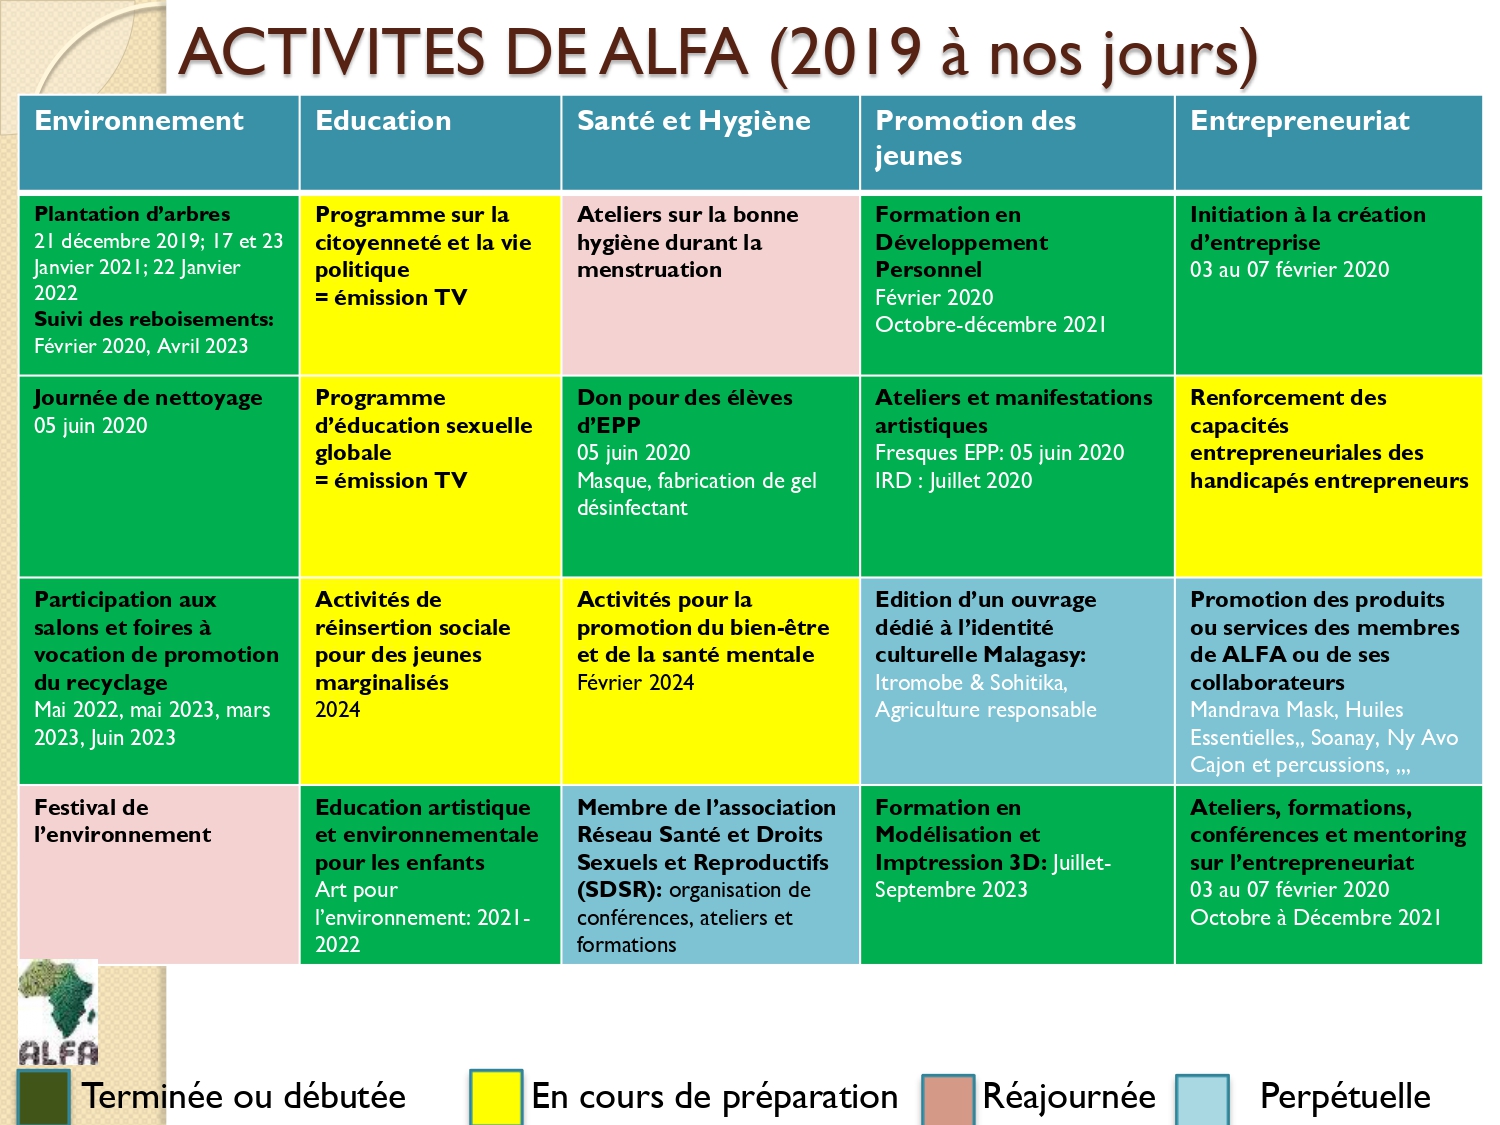 ACTIVITES DE ALFA (2019 à nos jours)
Environnement
Education
Santé et Hygiène
Promotion des
jeunes
Entrepreneuriat
Plantation d’arbres
21 décembre 2019; 17 et 23
Janvier 2021; 22 Janvier
2022
Suivi des reboisements:
Février 2020, Avril 2023
Programme sur la
citoyenneté et la vie
politique
= émission TV
Ateliers sur la bonne
hygiène durant la
menstruation
Formation en
Développement
Personnel
Février 2020
Octobre-décembre 2021
Initiation à la création
d’entreprise
03 au 07 février 2020
Journée de nettoyage
05 juin 2020
Programme
d’éducation sexuelle
globale
= émission TV
Don pour des élèves
d’EPP
05 juin 2020
Masque, fabrication de gel
désinfectant
Ateliers et manifestations
artistiques
Fresques EPP: 05 juin 2020
IRD : Juillet 2020
Renforcement des
capacités
entrepreneuriales des
handicapés entrepreneurs
Participation aux
salons et foires à
vocation de promotion
du recyclage
Mai 2022, mai 2023, mars
2023, Juin 2023
Activités de
réinsertion sociale
pour des jeunes
marginalisés
2024
Activités pour la
promotion du bien-être
et de la santé mentale
Février 2024
Edition d’un ouvrage
dédié à l’identité
culturelle Malagasy:
Itromobe & Sohitika,
Agriculture responsable
Promotion des produits
ou services des membres
de ALFA ou de ses
collaborateurs
Mandrava Mask, Huiles
Essentielles,, Soanay, Ny Avo
Cajon et percussions, ,,,
Festival de
l’environnement
Education artistique
et environnementale
pour les enfants
Art pour
l’environnement: 2021-
2022
Membre de l’association
Réseau Santé et Droits
Sexuels et Reproductifs
(SDSR): organisation de
conférences, ateliers et
formations
Formation en
Modélisation et
Imptression 3D: Juillet-
Septembre 2023
Ateliers, formations,
conférences et mentoring
sur l’entrepreneuriat
03 au 07 février 2020
Octobre à Décembre 2021
ALFA
Terminée ou débutée
En cours de préparation
Réajournée
Perpétuelle